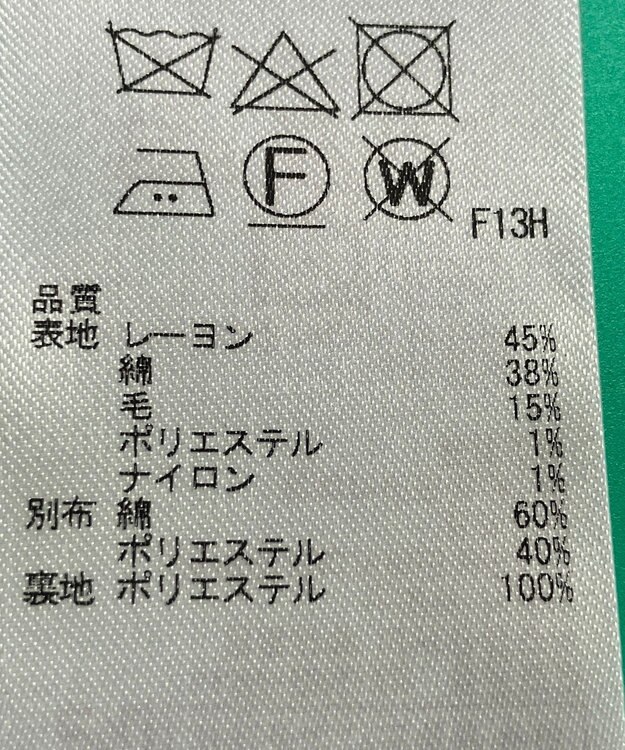 F W F13H
品質
表地 レーヨン 45%
綿 38%
毛 15%
ポリエステル 1%
ナイロン 1%
別布 綿 60%
ポリエステル 40%
裏地 ポリエステル 100%